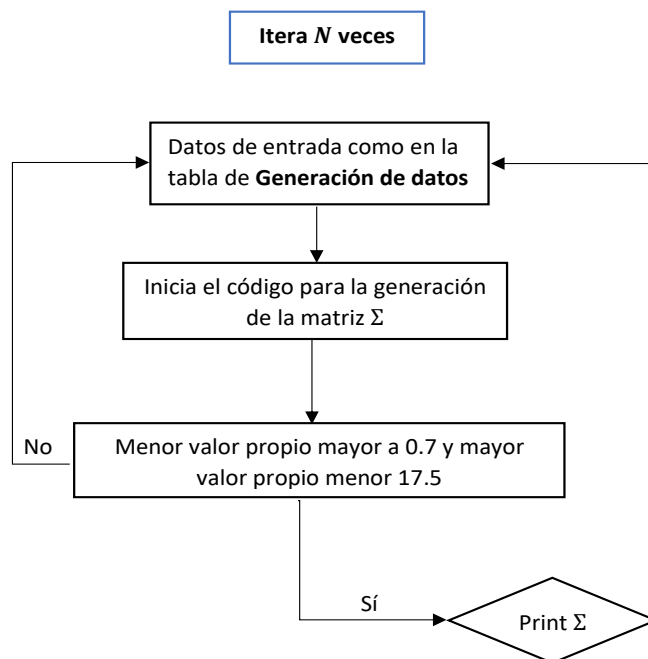 Itera N veces
Datos de entrada como en la
tabla de Generación de datos
Inicia el código para la generación
de la matriz Σ
No
Menor valor propio mayor a 0.7 y mayor
valor propio menor 17.5
Sí
Print Σ